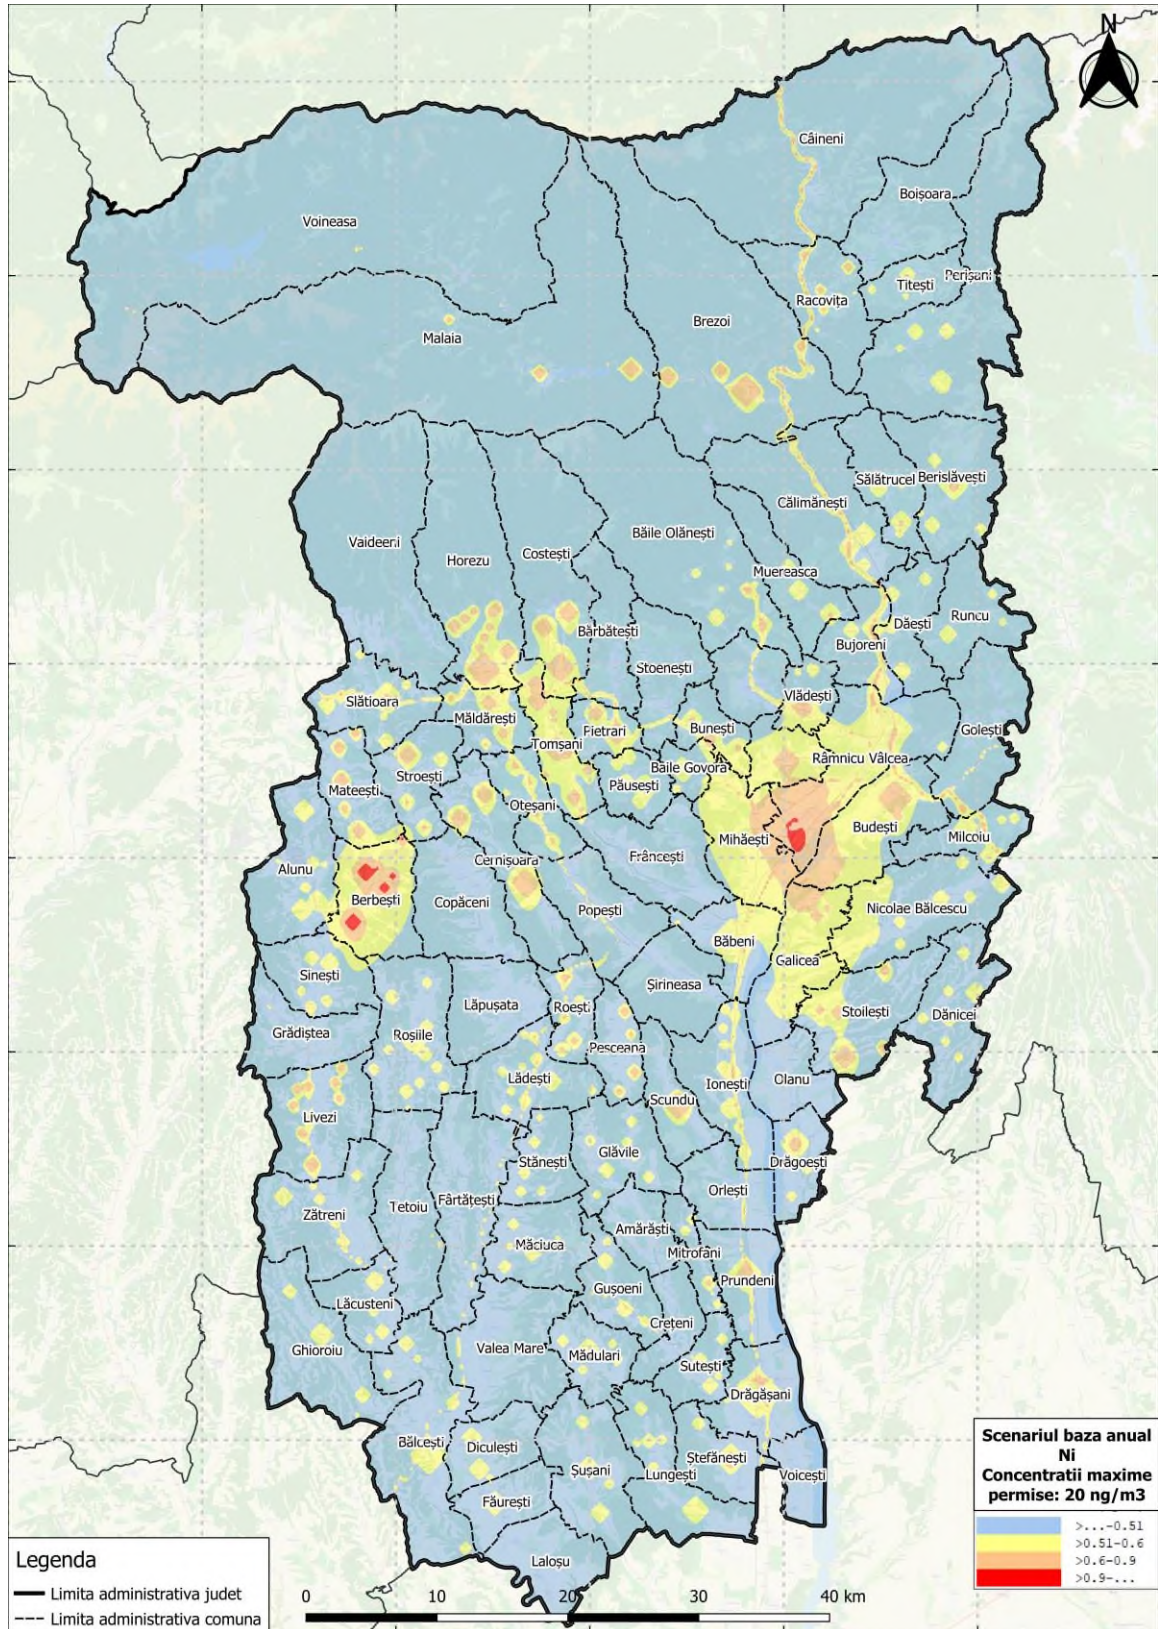 N
Câineni
Boișoara
Voineasa
Perișani
Titești
Racovița
Brezoi
Malaia
Sălătrucel
Berislăvești
Călimănești
Băile Olănești
Vaideeni
Costești
Horezu
Muereasca
Runcu
Dăești
Bărbătești
Bujoreni
Stoenești
Vlădești
Slătioara
Măldărești
Golești
Bunești
Fietrari
Tomșani
Râmnicu Vâlcea
Baile Govora
Stroești
Păusești
Mateești
Oteșani
Budești
Milcoiu
Mihăești
Frâncești
Cernișoara
Alunu
Berbești
Copăceni
Nicolae Bălcescu
Popești
Băbeni
Galicea
Sinești
Șirineasa
Lăpușata
Roești
Stoilești
Dănicei
Grădiștea
Roșiile
Pesceana
Lădești
Olanu
Ionești
Scundu
Livezi
Glăvile
Stănești
Drăgoești
Orlești
Fârtățești
Tetoiu
Zătreni
Amărăști
Măciuca
Mitrofani
Prundeni
Gușoeni
Lăcusteni
Crețeni
Valea Mare
Ghioroiu
Mădulari
Sutești
Drăgășani
Bălcești
Diculești
Ștefănești
Șușani
Lungești
Voicești
Făurești
Laloșu
Scenariul baza anual
Ni
Concentratii maxime
permise: 20 ng/m3
>...-0.51
>0.51-0.6
>0.6-0.9
>0.9-...
Legenda
Limita administrativa judet
Limita administrativa comuna
0 10 20 30 40 km